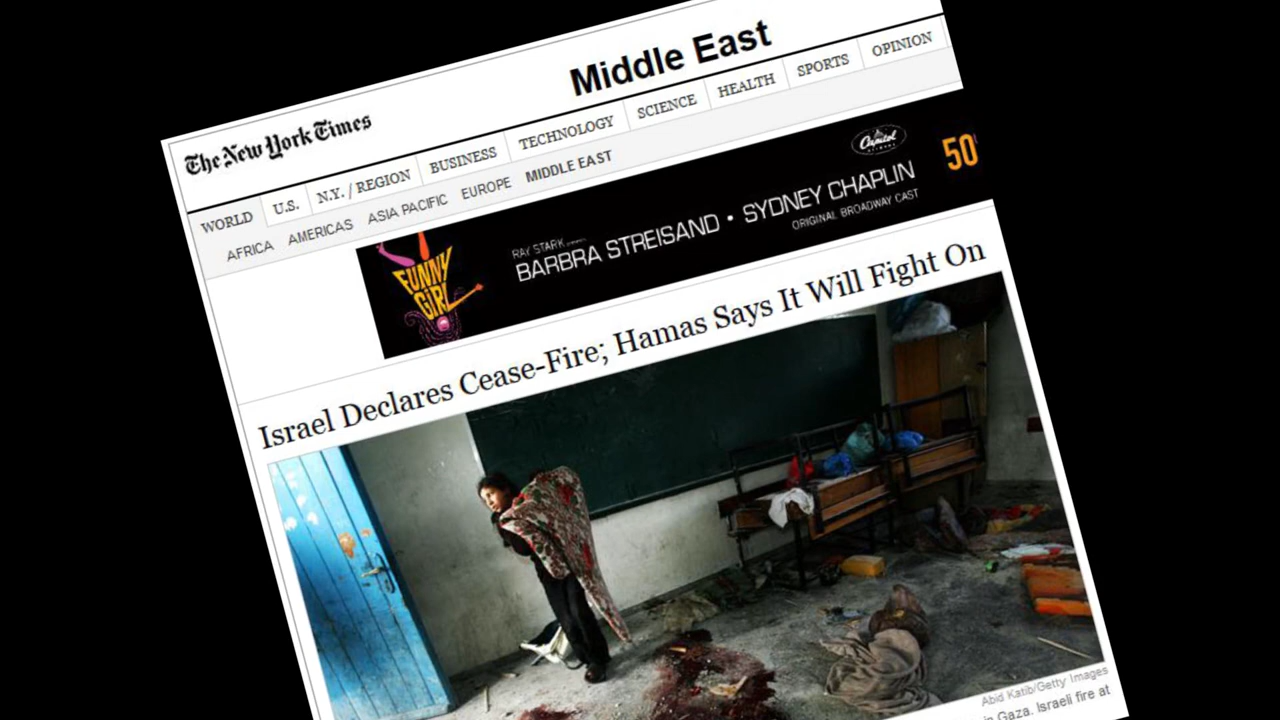 Middle East
The New York Times
WORLD U.S. N.Y. / REGION BUSINESS TECHNOLOGY SCIENCE HEALTH SPORTS OPINION
AFRICA AMERICAS ASIA PACIFIC EUROPE MIDDLE EAST
Capitol
50
FUNNY
GIRL
RAY STARK
BARBRA STREISAND • SYDNEY CHAPLIN
ORIGINAL BROADWAY CAST
Israel Declares Cease-Fire; Hamas Says It Will Fight On
Abid Katib/Getty Images
in Gaza. Israeli fire at